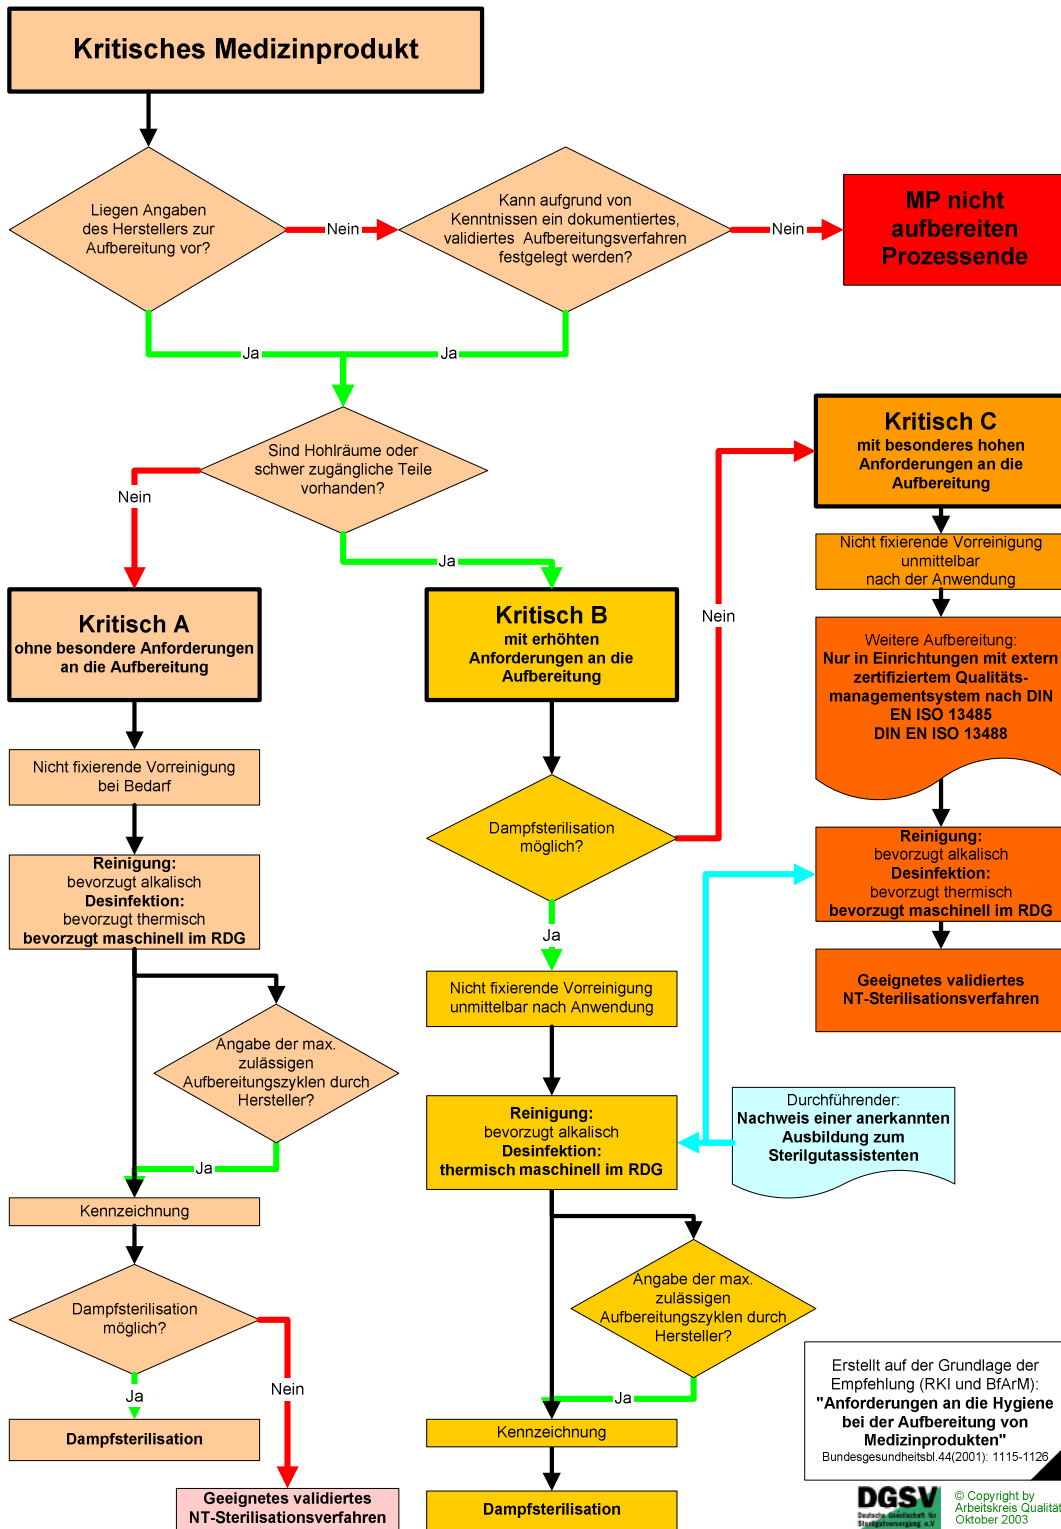 Kritisches Medizinprodukt
Liegen Angaben
des Herstellers zur
Aufbereitung vor?
Nein
Kann aufgrund von
Kenntnissen ein dokumentiertes,
validiertes Aufbereitungsverfahren
festgelegt werden?
Nein
MP nicht
aufbereiten
Prozessende
Ja
Ja
Sind Hohlräume oder
schwer zugängliche Teile
vorhanden?
Nein
Ja
Kritisch A
ohne besondere Anforderungen
an die Aufbereitung
Nicht fixierende Vorreinigung
bei Bedarf
Reinigung:
bevorzugt alkalisch
Desinfektion:
bevorzugt thermisch
bevorzugt maschinell im RDG
Angabe der max.
zulässigen
Aufbereitungszyklen durch
Hersteller?
Ja
Kennzeichnung
Dampfsterilisation
möglich?
Ja
Nein
Dampfsterilisation
Geeignetes validiertes
NT-Sterilisationsverfahren
Kritisch B
mit erhöhten
Anforderungen an die
Aufbereitung
Dampfsterilisation
möglich?
Nein
Ja
Nicht fixierende Vorreinigung
unmittelbar nach Anwendung
Reinigung:
bevorzugt alkalisch
Desinfektion:
thermisch maschinell im RDG
Angabe der max.
zulässigen
Aufbereitungszyklen durch
Hersteller?
Ja
Kennzeichnung
Dampfsterilisation
Kritisch C
mit besonderes hohen
Anforderungen an die
Aufbereitung
Nicht fixierende Vorreinigung
unmittelbar
nach der Anwendung
Weitere Aufbereitung:
Nur in Einrichtungen mit extern
zertifiziertem Qualitäts-
managementsystem nach DIN
EN ISO 13485
DIN EN ISO 13488
Reinigung:
bevorzugt alkalisch
Desinfektion:
bevorzugt thermisch
bevorzugt maschinell im RDG
Geeignetes validiertes
NT-Sterilisationsverfahren
Durchführender:
Nachweis einer anerkannten
Ausbildung zum
Sterilgutassistenten
Erstellt auf der Grundlage der
Empfehlung (RKI und BfArM):
"Anforderungen an die Hygiene
bei der Aufbereitung von
Medizinprodukten"
Bundesgesundheitsbl.44(2001): 1115-1126
DGSV
Deutsche Gesellschaft für
Sterilgutversorgung e.V
© Copyright by
Arbeitskreis Qualität
Oktober 2003